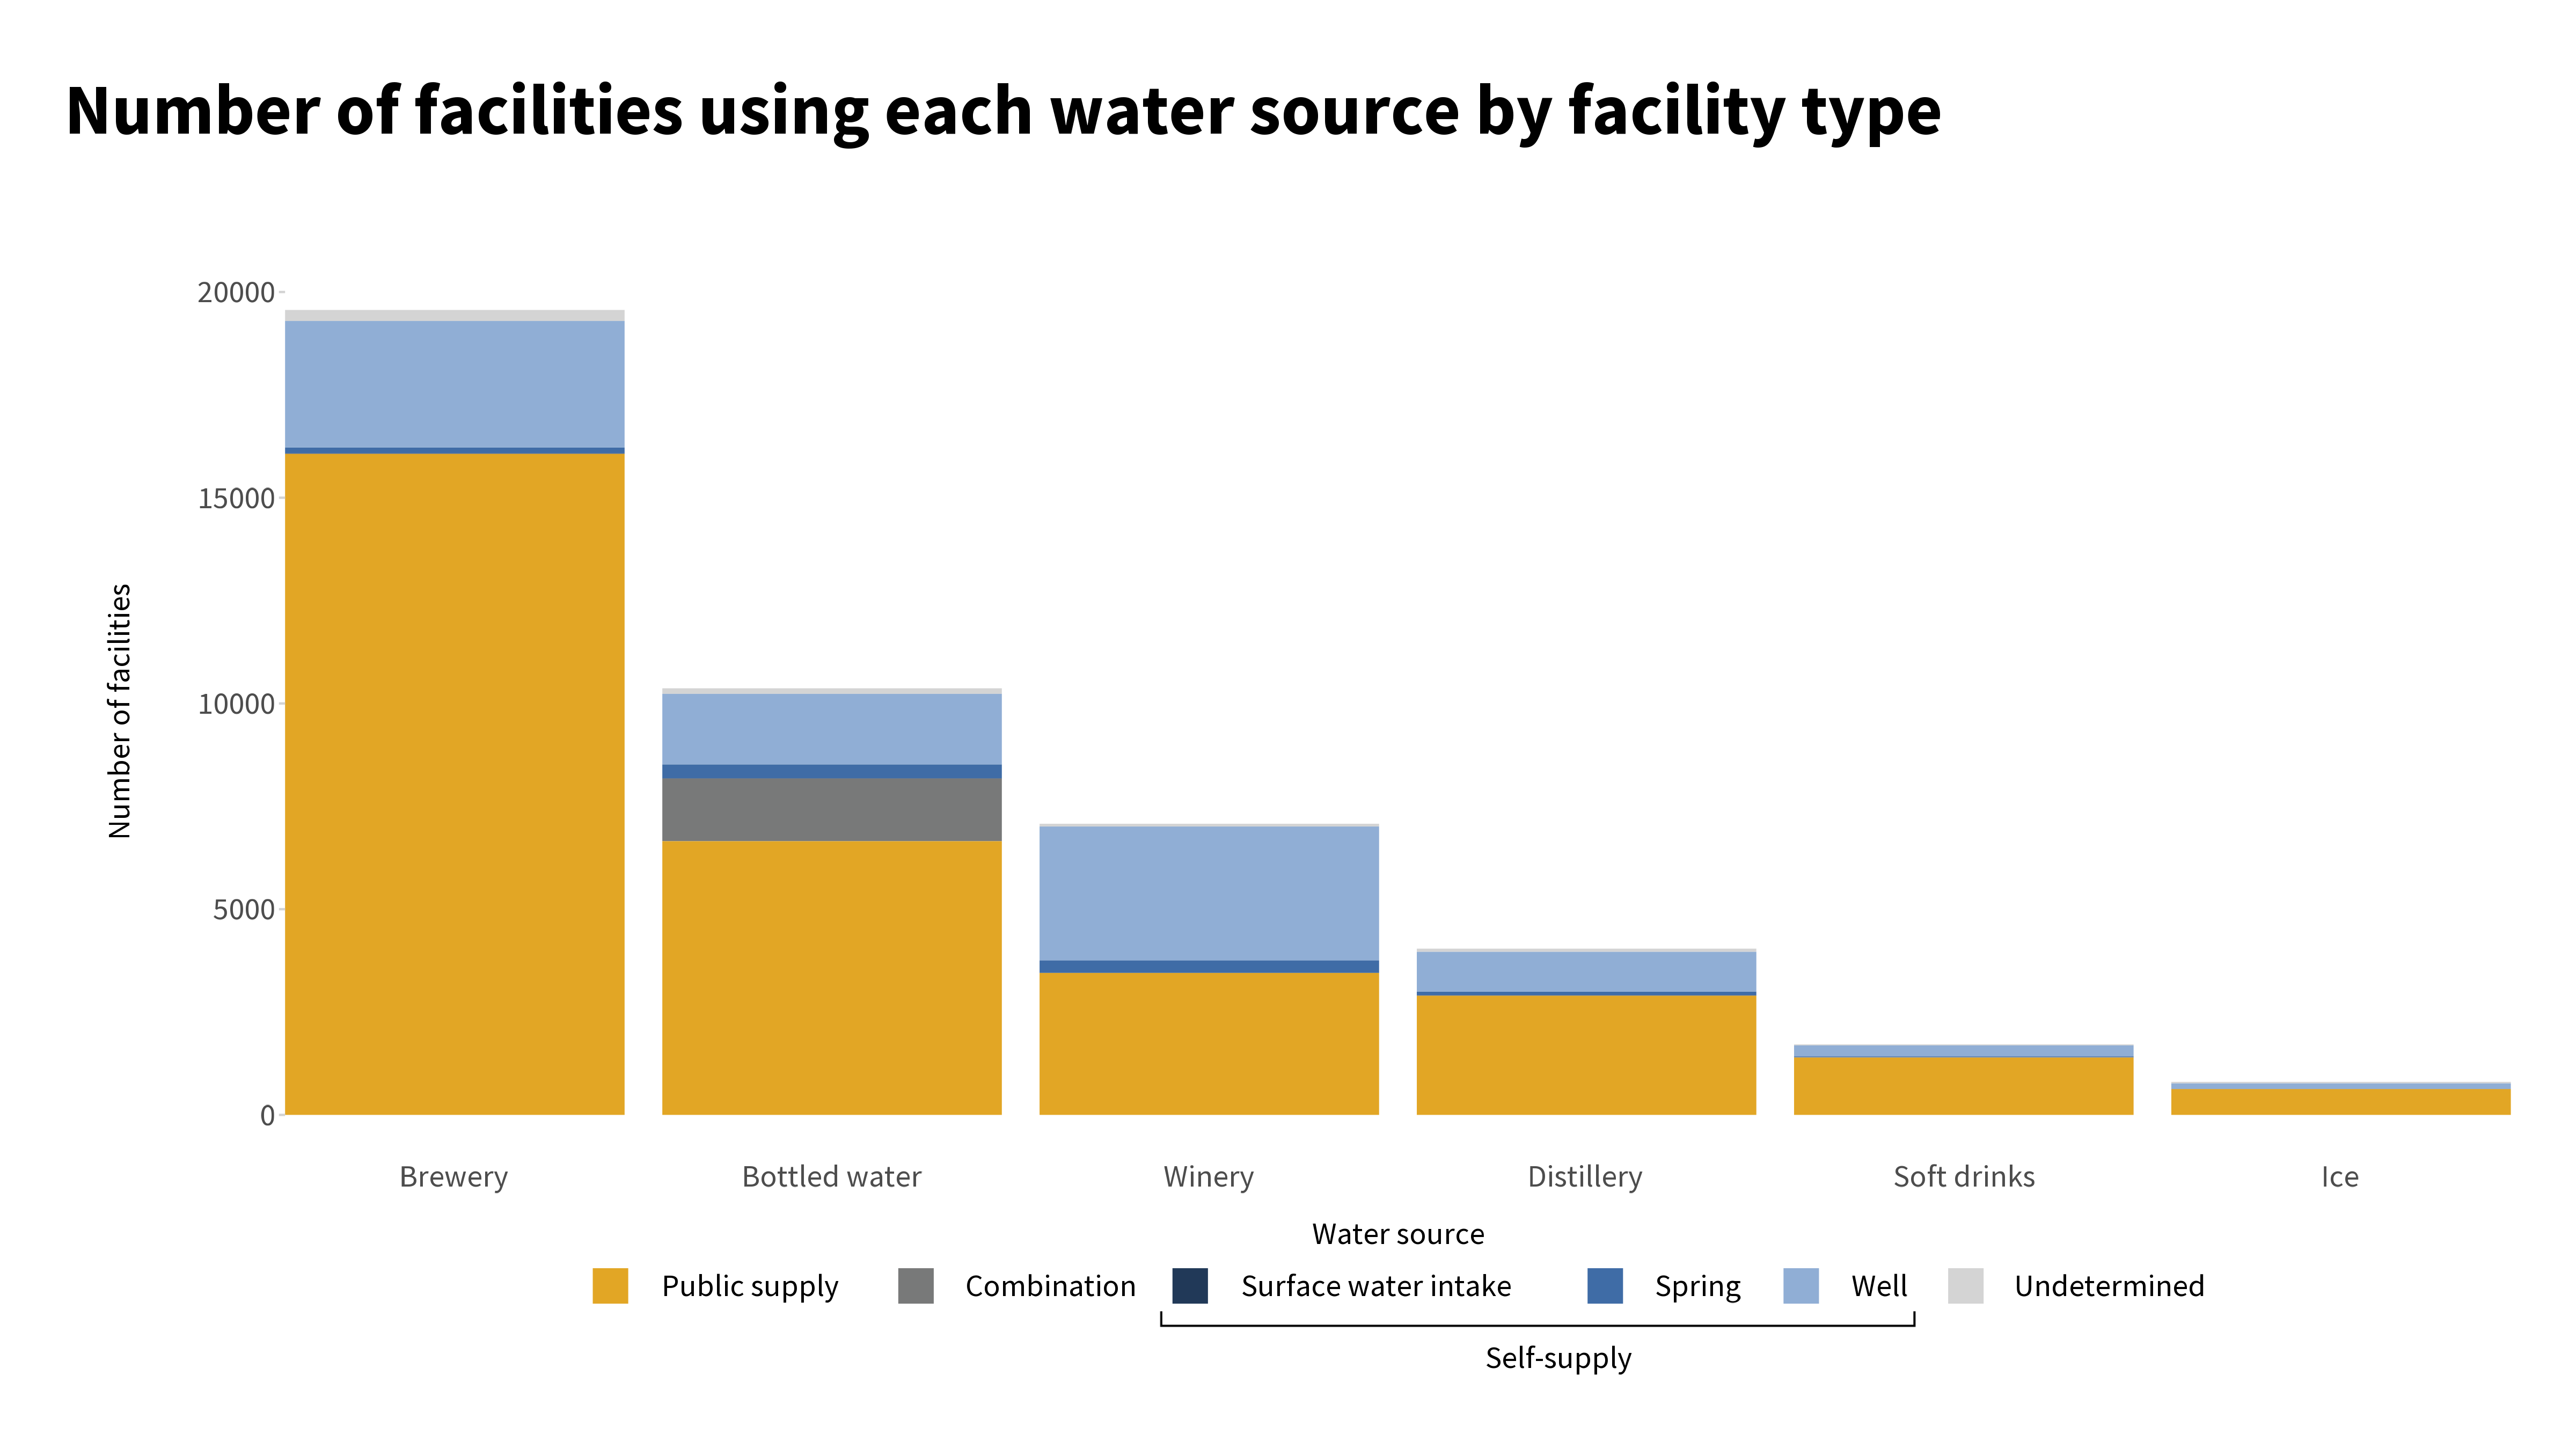 Number of facilities using each water source by facility type
Number of facilities
20000
15000
10000
5000
0
Brewery Bottled water Winery Distillery Soft drinks Ice
Water source
Public supply Combination Surface water intake Spring Well Undetermined
Self-supply